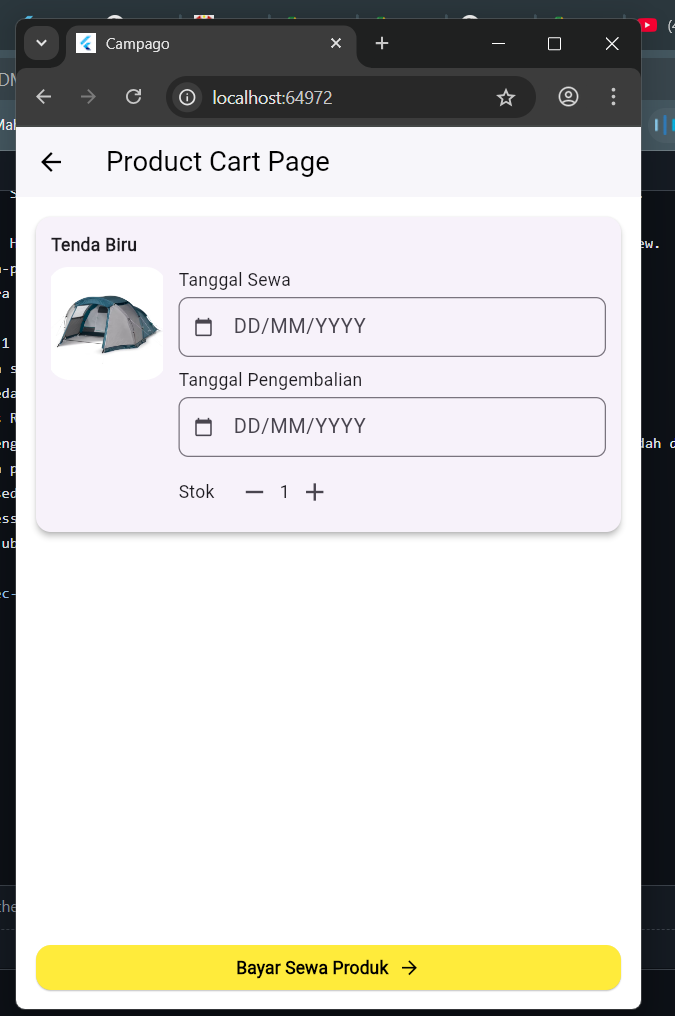 Campago
localhost:64972
Product Cart Page
Tenda Biru
Tanggal Sewa
DD/MM/YYYY
Tanggal Pengembalian
DD/MM/YYYY
Stok
1
Bayar Sewa Produk